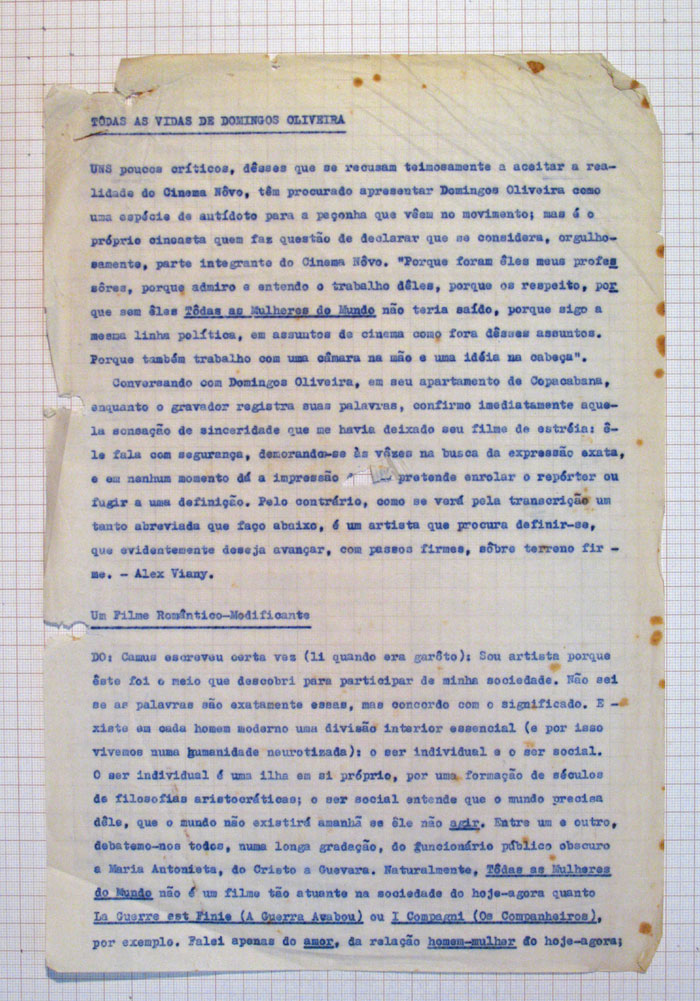 TÔDAS AS VIDAS DE DOMINGOS OLIVEIRA
UNS poucos críticos, dêsses que se recusam teimosamente a aceitar a rea-
lidade do Cinema Nôvo, têm procurado apresentar Domingos Oliveira como
uma espécie de antídoto para a peçonha que vêem no movimento; mas é o
próprio cineasta quem faz questão de declarar que se considera, orgulho-
samente, parte integrante do Cinema Nôvo. "Porque foram êles meus profes
sôres, porque admiro e entendo o trabalho dêles, porque os respeito, por
que sem êles Tôdas as Mulheres do Mundo não teria saído, porque sigo a
mesma linha política, em assuntos de cinema como fora dêsses assuntos.
Porque também trabalho com uma câmara na mão e uma idéia na cabeça".
Conversando com Domingos Oliveira, em seu apartamento de Copacabana,
enquanto o gravador registra suas palavras, confirmo imediatamente aque-
la sensação de sinceridade que me havia deixado seu filme de estréia: ê-
le fala com segurança, demorando-se às vêzes na busca da expressão exata,
e em nenhum momento dá a impressão pretende enrolar o repórter ou
fugir a uma definição. Pelo contrário, como se verá pela transcrição um
tanto abreviada que faço abaixo, é um artista que procura definir-se,
que evidentemente deseja avançar, com passos firmes, sôbre terreno fir -
me. - Alex Viany.
Um Filme Romântico-Modificante
DO: Camus escreveu certa vez (li quando era garôto): Sou artista porque
êste foi o meio que descobri para participar de minha sociedade. Não sei
se as palavras são exatamente essas, mas concordo com o significado. E -
xiste em cada homem moderno uma divisão interior essencial (e por isso
vivemos numa humanidade neurotizada): o ser individual e o ser social.
O ser individual é uma ilha em si próprio, por uma formação de séculos
de filosofias aristocráticas; o ser social entende que o mundo precisa
dêle, que o mundo não existirá amanhã se êle não agir. Entre um e outro,
debatemo-nos todos, numa longa gradação, do funcionário público obscuro
a Maria Antonieta, do Cristo a Guevara. Naturalmente, Tôdas as Mulheres
do Mundo não é um filme tão atuante na sociedade do hoje-agora quanto
La Guerre est Finie (A Guerra Acabou) ou I Compagni (Os Companheiros),
por exemplo. Falei apenas do amor, da relação homem-mulher do hoje-agora;